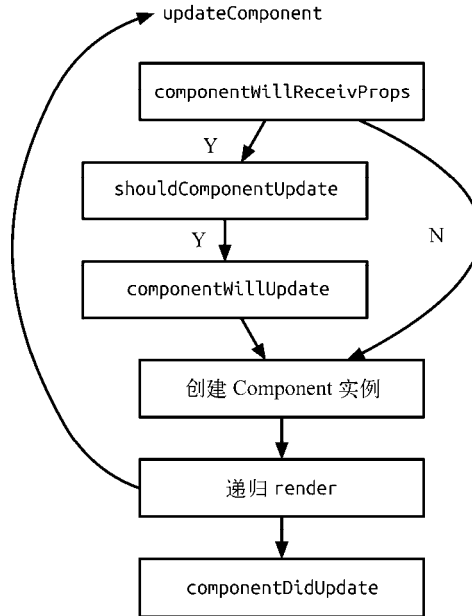 updateComponent
componentWillReceivProps
Y
shouldComponentUpdate
Y
N
componentWillUpdate
创建 Component 实例
递归 render
componentDidUpdate